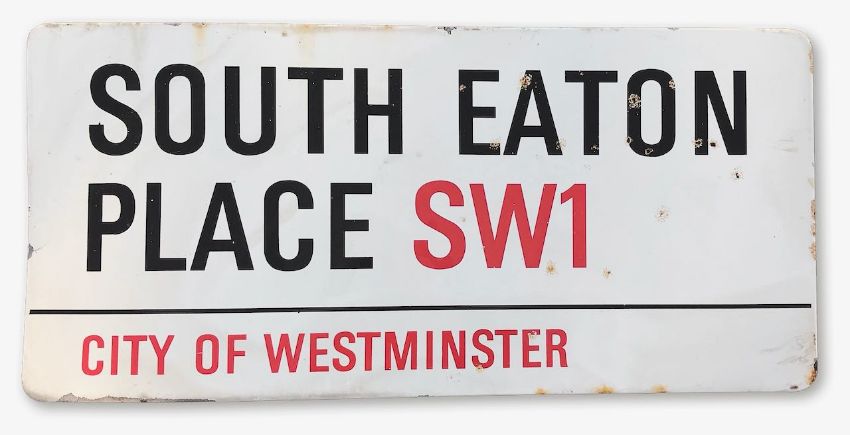 SOUTH EATON
PLACE SW1
CITY OF WESTMINSTER